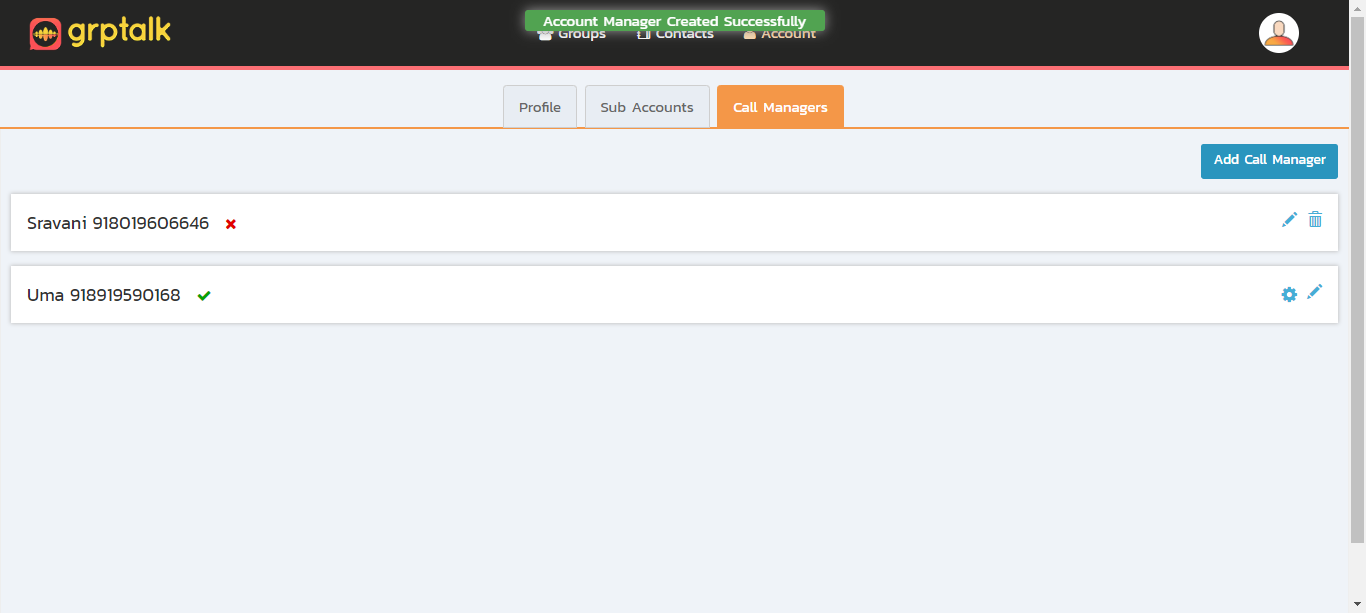 grptalk
Account Manager Created Successfully
Groups Contacts Account
Profile Sub Accounts Call Managers
Add Call Manager
Sravani 918019606646
Uma 918919590168